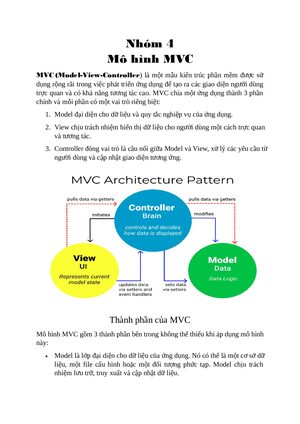 Nhóm 4
Mô hình MVC
MVC (Model-View-Controller) là một mẫu kiến trúc phần mềm được sử
dụng rộng rãi trong việc phát triển ứng dụng để tạo ra các giao diện người dùng
trực quan và có khả năng tương tác cao. MVC chia một ứng dụng thành 3 phần
chính và mỗi phần có một vai trò riêng biệt:
1. Model đại diện cho dữ liệu và quy tắc nghiệp vụ của ứng dụng.
2. View chịu trách nhiệm hiển thị dữ liệu cho người dùng một cách trực quan
và tương tác.
3. Controller đóng vai trò là cầu nối giữa Model và View, xử lý các yêu cầu từ
người dùng và cập nhật giao diện tương ứng.
MVC Architecture Pattern
pulls data via getters
pulls data via getters
Controller
Brain
controls and decides
how data is displayed
initiates
modifies
View
UI
Represents current
model state
Model
Data
Data Logic
updates data
via setters and
event handlers
sets data
via setters
Thành phần của MVC
Mô hình MVC gồm 3 thành phần bên trong không thể thiếu khi áp dụng mô hình
này:
• Model là lớp đại diện cho dữ liệu của ứng dụng. Nó có thể là một cơ sở dữ
liệu, một file cấu hình hoặc một đối tượng phức tạp. Model chịu trách
nhiệm lưu trữ, truy xuất và cập nhật dữ liệu.